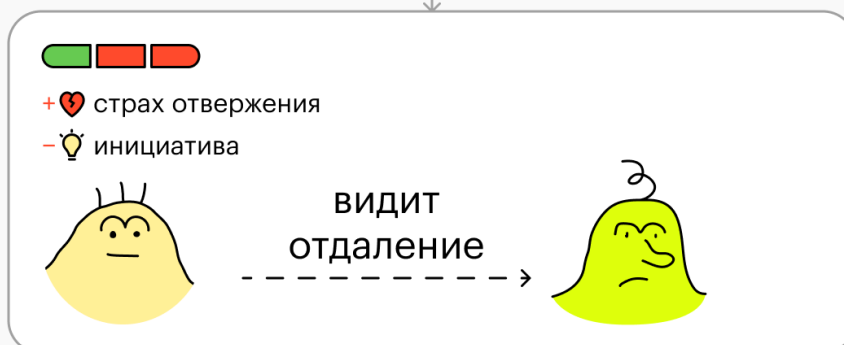 + страх отвержения
− инициатива
видит
отдаление